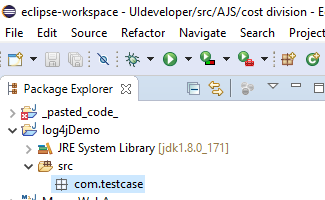 eclipse-workspace - UIdeveloper/src/AJS/cost division - E
File Edit Source Refactor Navigate Search Projec
Package Explorer
_pasted_code_
log4jDemo
JRE System Library [jdk1.8.0_171]
src
com.testcase